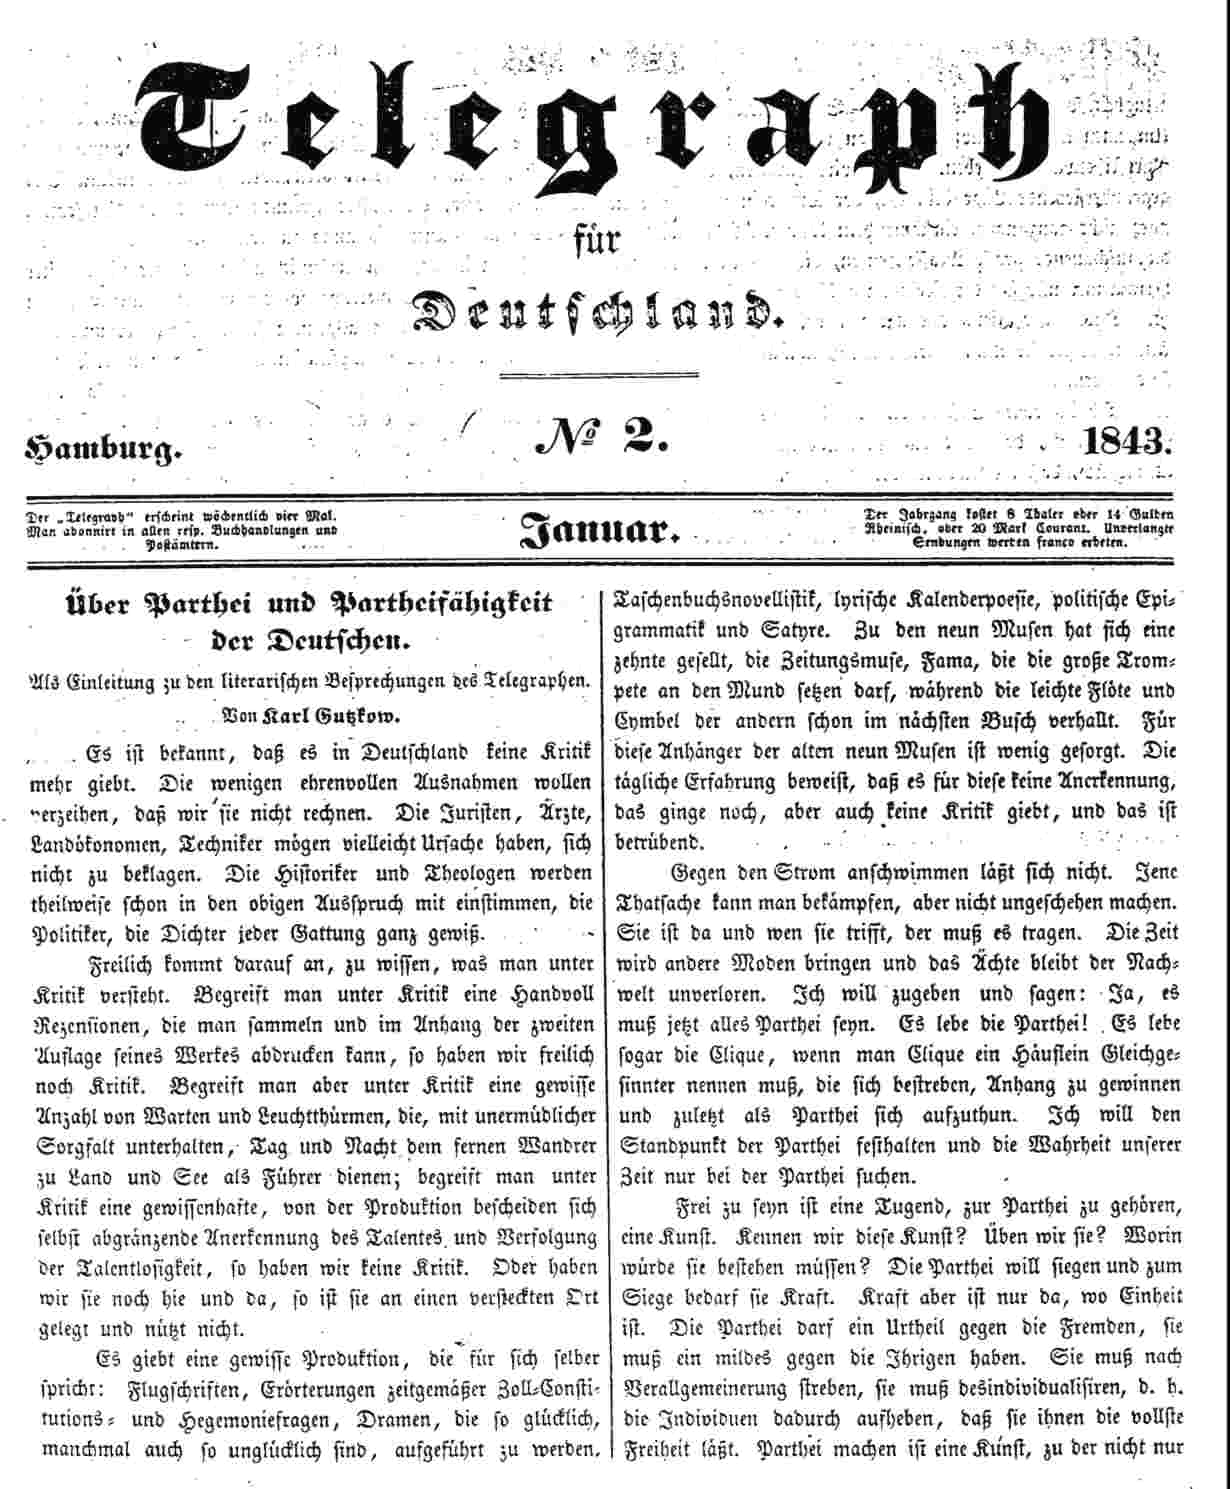 Telegraph
für
Deutschland.
Hamburg.
№ 2.
1843.
Der „Telegraph“ erscheint wöchentlich vier Mal.
Man abonnirt in allen resp. Buchhandlungen und
Postämtern.
Januar.
Der Jahrgang kostet 8 Thaler oder 14 Gulden
Rheinisch, oder 20 Mark Courant. Unverlangte
Sendungen werden franco erbeten.
Über Parthei und Partheifähigkeit
der Deutschen.
Als Einleitung zu den literarischen Besprechungen des Telegraphen.
Von Karl Gutzkow.
Es ist bekannt, daß es in Deutschland keine Kritik
mehr giebt. Die wenigen ehrenvollen Ausnahmen wollen
verzeihen, daß wir sie nicht rechnen. Die Juristen, Ärzte,
Landökonomen, Techniker mögen vielleicht Ursache haben, sich
nicht zu beklagen. Die Historiker und Theologen werden
theilweise schon in den obigen Ausspruch mit einstimmen, die
Politiker, die Dichter jeder Gattung ganz gewiß.
Freilich kommt darauf an, zu wissen, was man unter
Kritik versteht. Begreift man unter Kritik eine Handvoll
Rezensionen, die man sammeln und im Anhang der zweiten
Auflage seines Werkes abdrucken kann, so haben wir freilich
noch Kritik. Begreift man aber unter Kritik eine gewisse
Anzahl von Warten und Leuchtthürmen, die, mit unermüdlicher
Sorgfalt unterhalten, Tag und Nacht dem fernen Wandrer
zu Land und See als Führer dienen; begreift man unter
Kritik eine gewissenhafte, von der Produktion bescheiden sich
selbst abgränzende Anerkennung des Talentes und Verfolgung
der Talentlosigkeit, so haben wir keine Kritik. Oder haben
wir sie noch hie und da, so ist sie an einen versteckten Ort
gelegt und nützt nicht.
Es giebt eine gewisse Produktion, die für sich selber
spricht: Flugschriften, Erörterungen zeitgemäßer Zoll-Consti-
tutions- und Hegemoniefragen, Dramen, die so glücklich,
manchmal auch so unglücklich sind, aufgeführt zu werden,
Taschenbuchsnovellistik, lyrische Kalenderpoesie, politische Epi-
grammatik und Satyre. Zu den neun Musen hat sich eine
zehnte gesellt, die Zeitungsmuse, Fama, die die große Trom-
pete an den Mund setzen darf, während die leichte Flöte und
Cymbel der andern schon im nächsten Busch verhallt. Für
diese Anhänger der alten neun Musen ist wenig gesorgt. Die
tägliche Erfahrung beweist, daß es für diese keine Anerkennung,
das ginge noch, aber auch keine Kritik giebt, und das ist
betrübend.
Gegen den Strom anschwimmen läßt sich nicht. Jene
Thatsache kann man bekämpfen, aber nicht ungeschehen machen.
Sie ist da und wen sie trifft, der muß es tragen. Die Zeit
wird andere Moden bringen und das Ächte bleibt der Nach-
welt unverloren. Ich will zugeben und sagen: Ja, es
muß jetzt alles Parthei seyn. Es lebe die Parthei! Es lebe
sogar die Clique, wenn man Clique ein Häuflein Gleichge-
sinnter nennen muß, die sich bestreben, Anhang zu gewinnen
und zuletzt als Parthei sich aufzuthun. Ich will den
Standpunkt der Parthei festhalten und die Wahrheit unserer
Zeit nur bei der Parthei suchen.
Frei zu seyn ist eine Tugend, zur Parthei zu gehören,
eine Kunst. Kennen wir diese Kunst? Üben wir sie? Worin
würde sie bestehen müssen? Die Parthei will siegen und zum
Siege bedarf sie Kraft. Kraft aber ist nur da, wo Einheit
ist. Die Parthei darf ein Urtheil gegen die Fremden, sie
muß ein mildes gegen die Ihrigen haben. Sie muß nach
Verallgemeinerung streben, sie muß desindividualisiren, d. h.
die Individuen dadurch aufheben, daß sie ihnen die vollste
Freiheit läßt. Parthei machen ist eine Kunst, zu der nicht nur